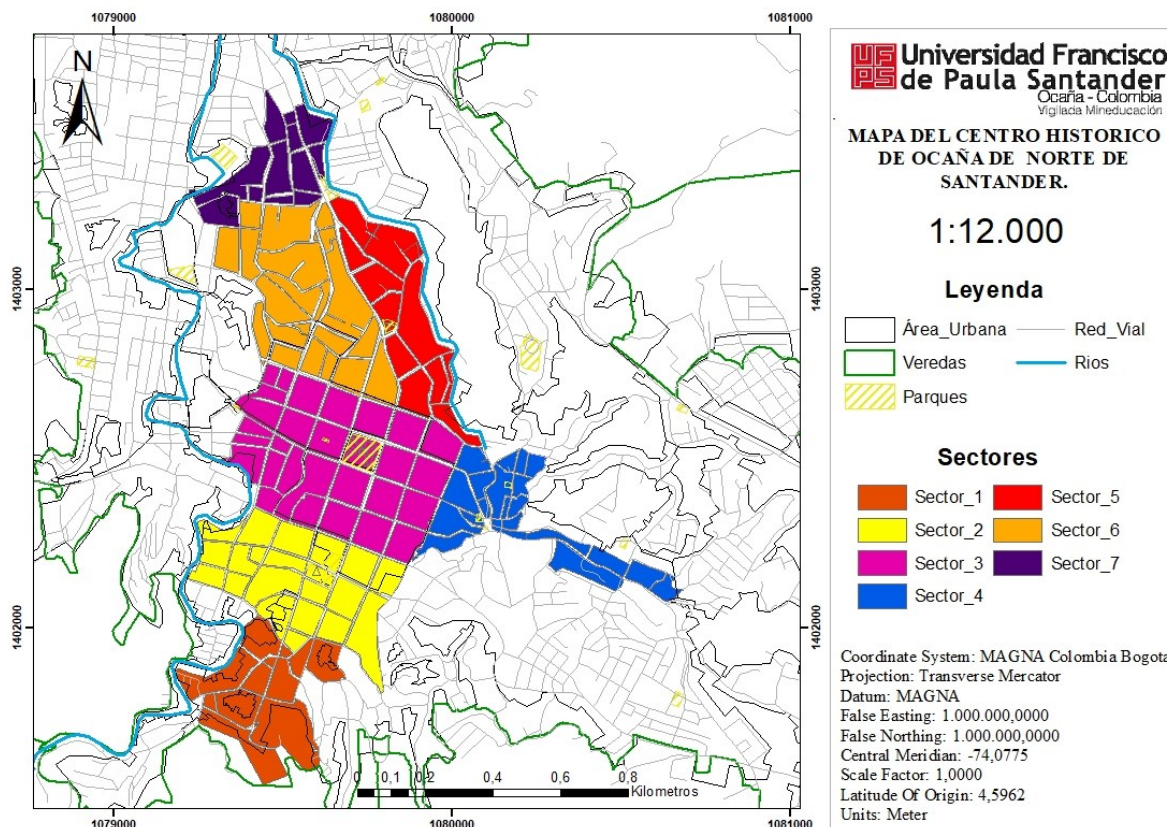 1079000
1080000
1081000
N
1403000
1403000
1402000
1402000
0 0,1 0,2 0,4 0,6 0,8
Kilometros
1079000
1080000
1081000
UFPS
Universidad Francisco
de Paula Santander
Ocaña - Colombia
Vigilada Mineducación
MAPA DEL CENTRO HISTORICO
DE OCAÑA DE NORTE DE
SANTANDER.
1:12.000
Leyenda
Área_Urbana
Red_Vial
Veredas
Rios
Parques
Sectores
Sector_1
Sector_5
Sector_2
Sector_6
Sector_3
Sector_7
Sector_4
Coordinate System: MAGNA Colombia Bogota
Projection: Transverse Mercator
Datum: MAGNA
False Easting: 1.000.000,0000
False Northing: 1.000.000,0000
Central Meridian: -74,0775
Scale Factor: 1,0000
Latitude Of Origin: 4,5962
Units: Meter